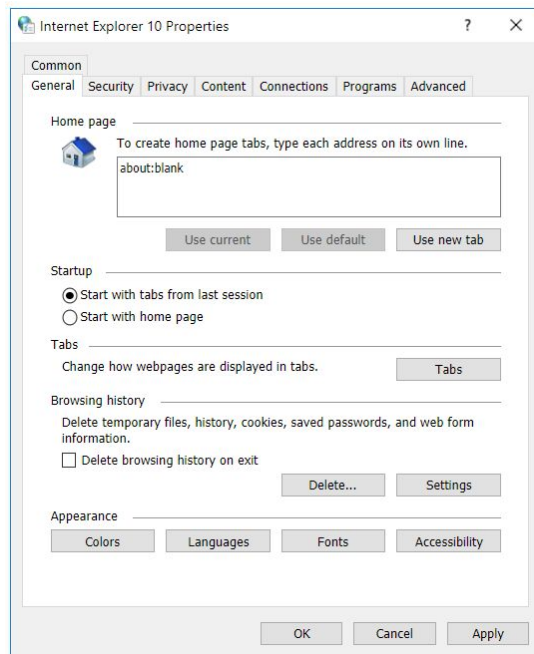 Internet Explorer 10 Properties
Common
General Security Privacy Content Connections Programs Advanced
Home page
To create home page tabs, type each address on its own line.
about:blank
Use current Use default Use new tab
Startup
Start with tabs from last session
Start with home page
Tabs
Change how webpages are displayed in tabs. Tabs
Browsing history
Delete temporary files, history, cookies, saved passwords, and web form
information.
Delete browsing history on exit
Delete... Settings
Appearance
Colors Languages Fonts Accessibility
OK Cancel Apply